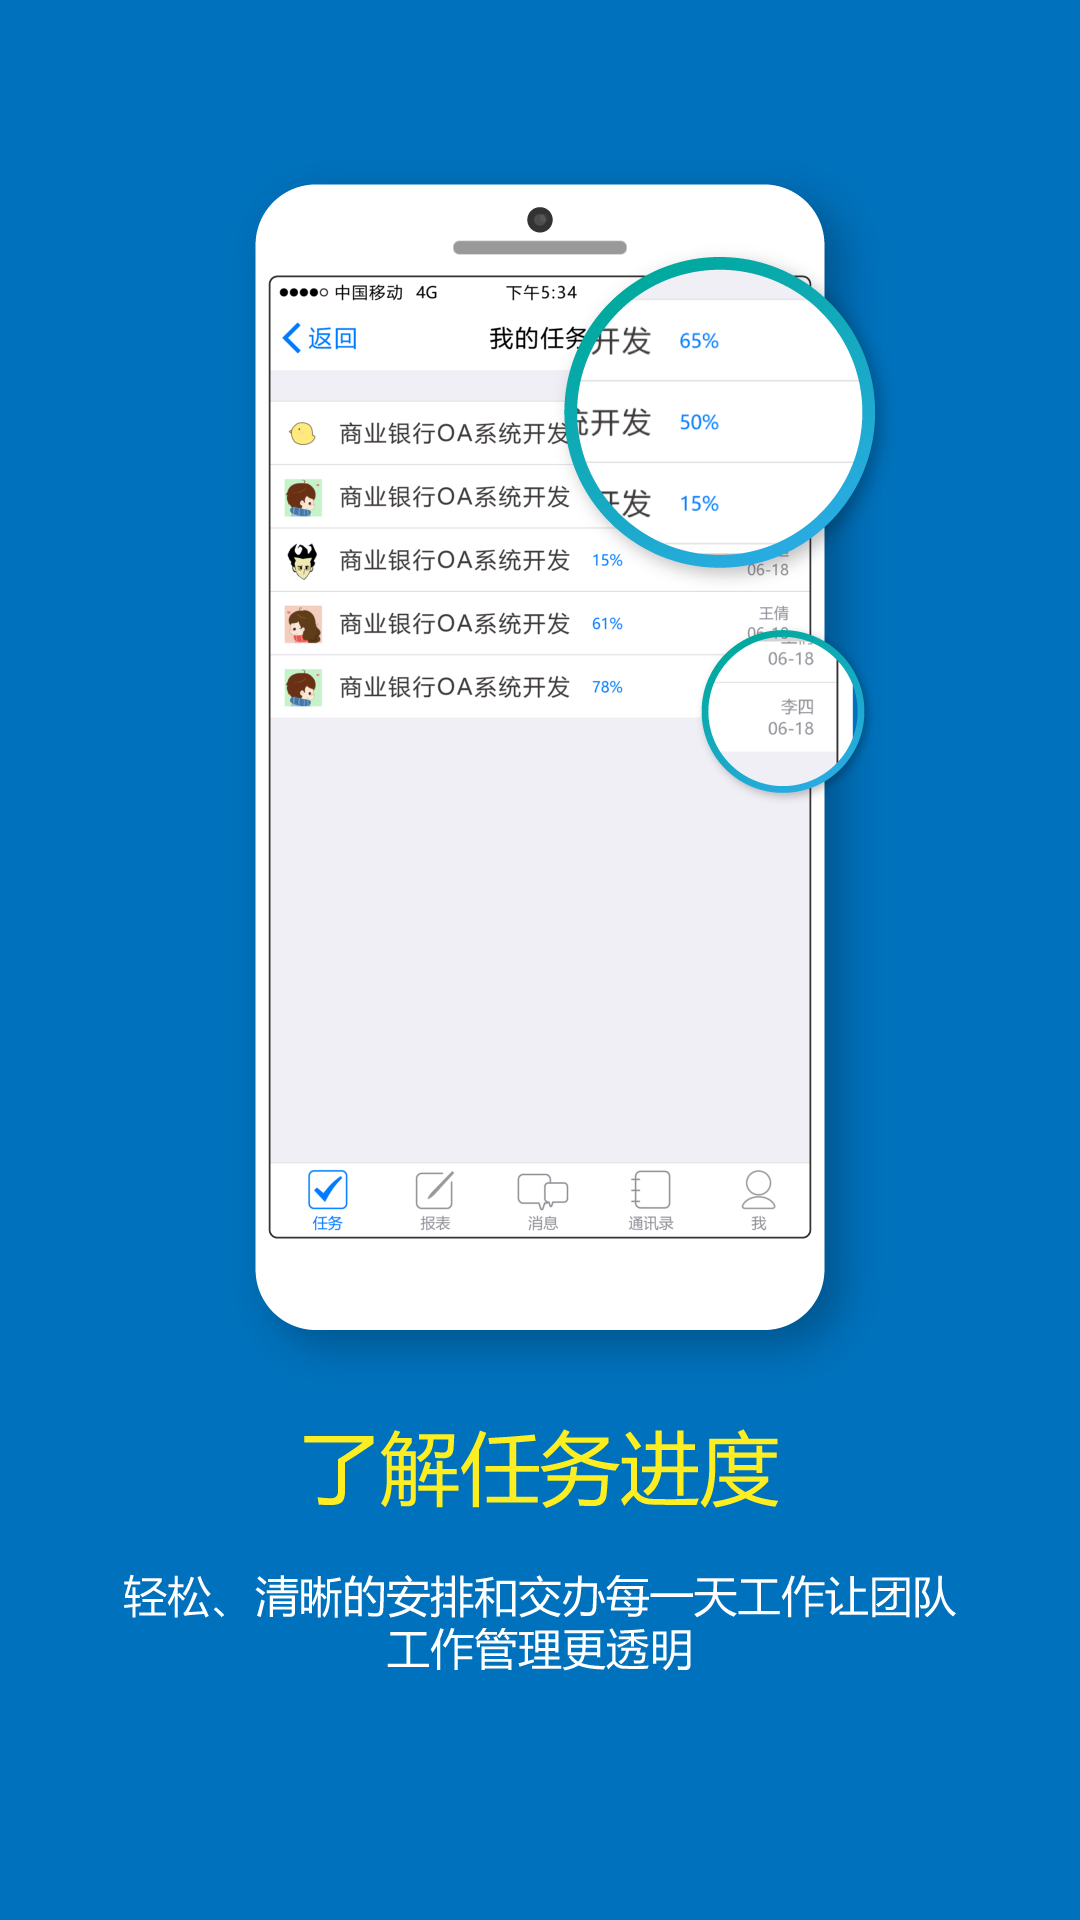 中国移动 4G 下午5:34
返回 我的任务
开发 65%
统开发 50%
开发 15%
商业银行OA系统开发
商业银行OA系统开发
商业银行OA系统开发 15%
06-18
商业银行OA系统开发 61%
王倩
06-18
06-18
商业银行OA系统开发 78%
李四
06-18
任务 报表 消息 通讯录 我
了解任务进度
轻松、清晰的安排和交办每一天工作让团队
工作管理更透明